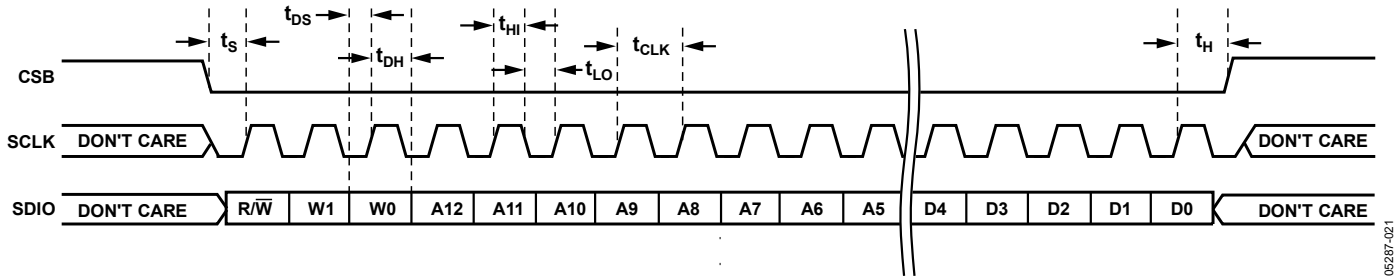 tDS tHI
tS tDH tCLK tH
tLO
CSB
SCLK DON'T CARE DON'T CARE
SDIO DON'T CARE R/W̅ W1 W0 A12 A11 A10 A9 A8 A7 A6 A5 D4 D3 D2 D1 D0 DON'T CARE
05287-021